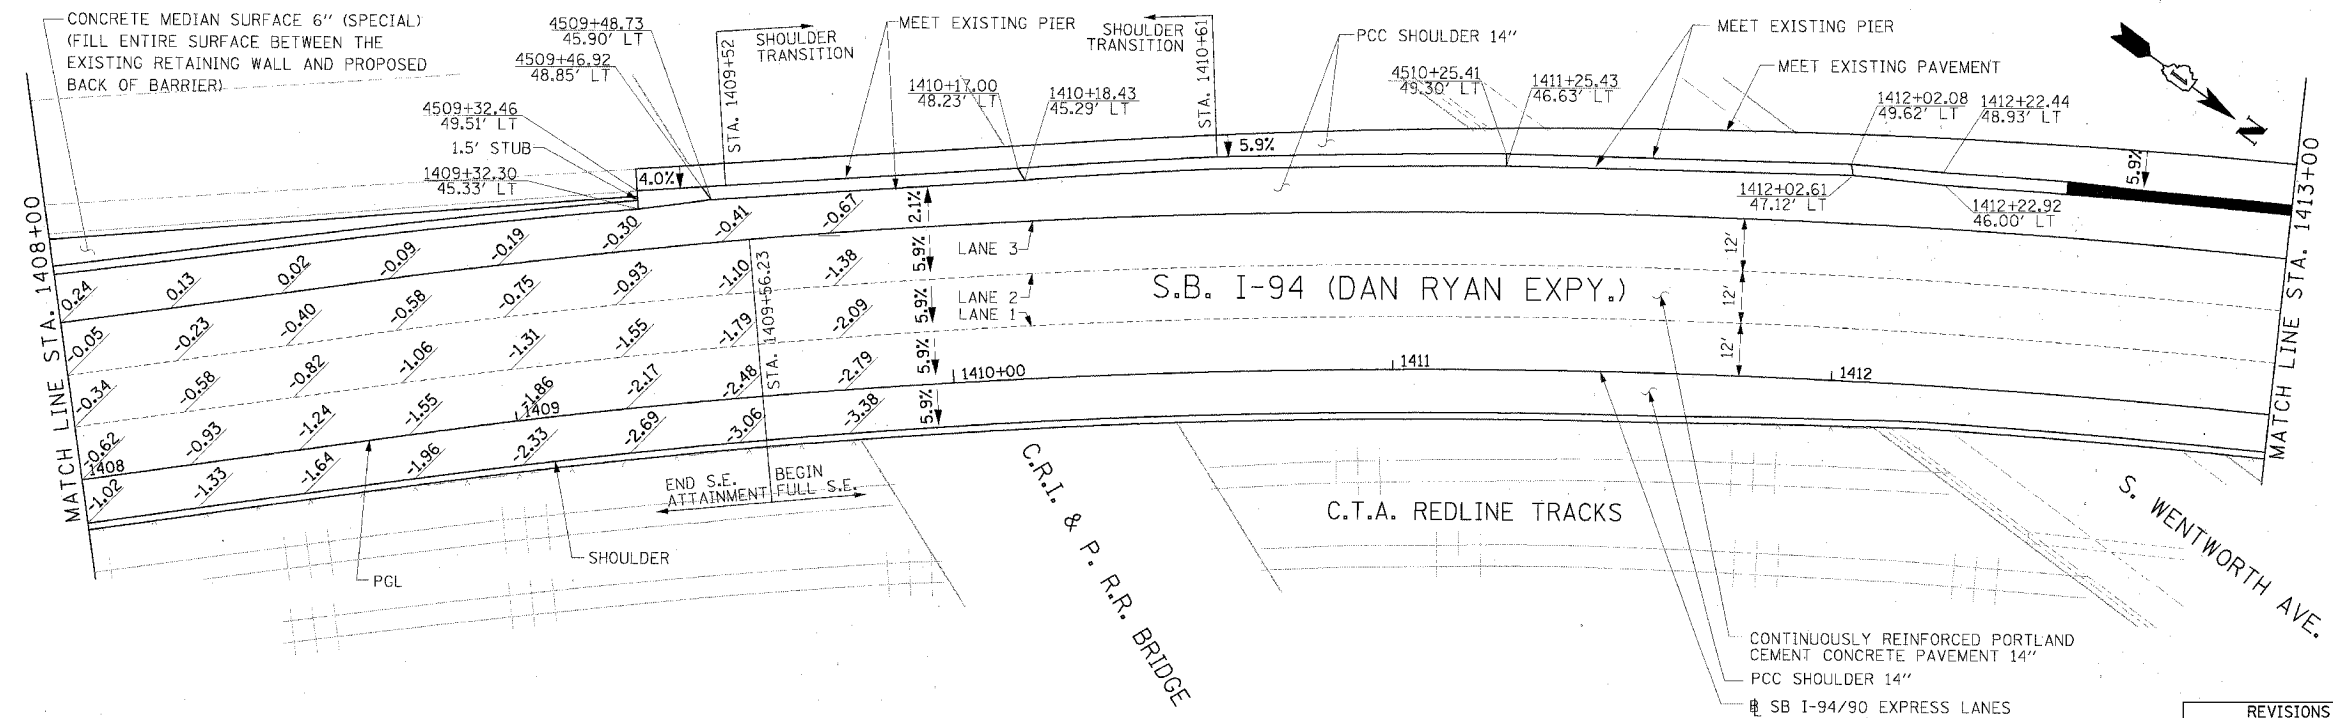 CONCRETE MEDIAN SURFACE 6" (SPECIAL)
(FILL ENTIRE SURFACE BETWEEN THE
EXISTING RETAINING WALL AND PROPOSED
BACK OF BARRIER)
4509+48.73
45.90' LT
4509+46.92
48.85' LT
4509+32.46
49.51' LT
1.5' STUB
1409+32.30
45.33' LT
STA. 1409+52
SHOULDER
TRANSITION
MEET EXISTING PIER
1410+17.00
48.23' LT
1410+18.43
45.29' LT
SHOULDER
TRANSITION
STA. 1410+61
PCC SHOULDER 14"
4510+25.41
49.30' LT
1411+25.43
46.63' LT
MEET EXISTING PIER
MEET EXISTING PAVEMENT
1412+02.08
49.62' LT
1412+22.44
48.93' LT
N
4.0%
5.9%
5.9%
1412+02.61
47.12' LT
1412+22.92
46.00' LT
MATCH LINE STA. 1408+00
MATCH LINE STA. 1413+00
0.24
0.13
0.02
-0.09
-0.19
-0.30
-0.41
-0.67
-0.05
-0.23
-0.40
-0.58
-0.75
-0.93
-1.10
-1.38
-0.34
-0.58
-0.82
-1.06
-1.31
-1.55
-1.79
-2.09
-0.62
-0.93
-1.24
-1.55
-1.86
-2.17
-2.48
-2.79
-1.02
-1.33
-1.64
-1.96
-2.33
-2.69
-3.06
-3.38
2.1%
5.9%
5.9%
5.9%
5.9%
STA. 1409+56.23
LANE 3
LANE 2
LANE 1
S.B. I-94 (DAN RYAN EXPY.)
12'
12'
12'
1408
1409
1410+00
1411
1412
END S.E.
ATTAINMENT
BEGIN
FULL S.E.
SHOULDER
PGL
C.R.I. & P. R.R. BRIDGE
C.T.A. REDLINE TRACKS
S. WENTWORTH AVE.
CONTINUOUSLY REINFORCED PORTLAND
CEMENT CONCRETE PAVEMENT 14"
PCC SHOULDER 14"
SB I-94/90 EXPRESS LANES
REVISIONS